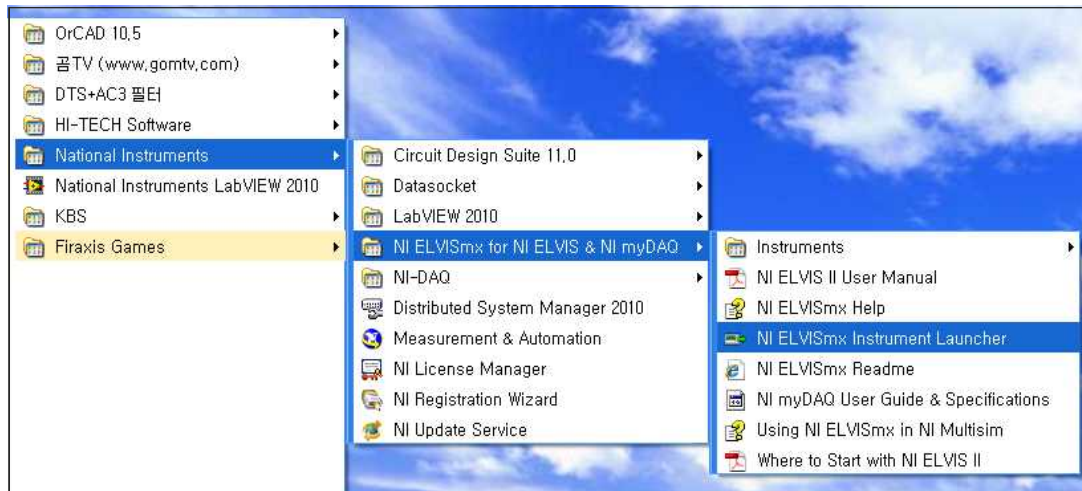 OrCAD 10,5
곰TV (www.gomtv.com)
DTS+AC3 필터
HI-TECH Software
National Instruments
National Instruments LabVIEW 2010
KBS
Firaxis Games
Circuit Design Suite 11,0
Datasocket
LabVIEW 2010
NI ELVISmx for NI ELVIS & NI myDAQ
NI-DAQ
Distributed System Manager 2010
Measurement & Automation
NI License Manager
NI Registration Wizard
NI Update Service
Instruments
NI ELVIS II User Manual
NI ELVISmx Help
NI ELVISmx Instrument Launcher
NI ELVISmx Readme
NI myDAQ User Guide & Specifications
Using NI ELVISmx in NI Multisim
Where to Start with NI ELVIS II